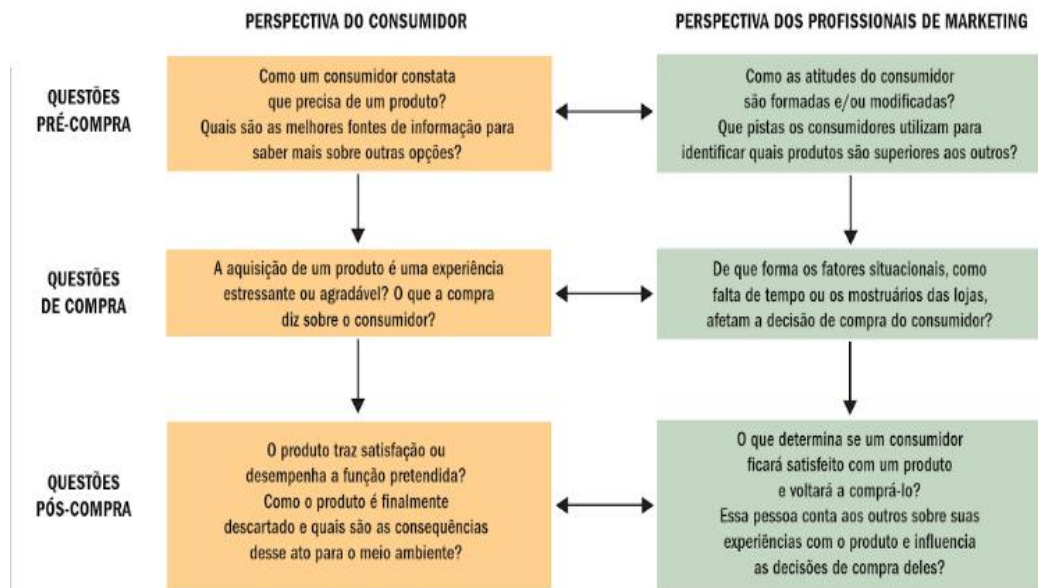 PERSPECTIVA DO CONSUMIDOR
PERSPECTIVA DOS PROFISSIONAIS DE MARKETING
QUESTÕES
PRÉ-COMPRA
Como um consumidor constata
que precisa de um produto?
Quais são as melhores fontes de informação para
saber mais sobre outras opções?
Como as atitudes do consumidor
são formadas e/ou modificadas?
Que pistas os consumidores utilizam para
identificar quais produtos são superiores aos outros?
QUESTÕES
DE COMPRA
A aquisição de um produto é uma experiência
estressante ou agradável? O que a compra
diz sobre o consumidor?
De que forma os fatores situacionais, como
falta de tempo ou os mostruários das lojas,
afetam a decisão de compra do consumidor?
QUESTÕES
PÓS-COMPRA
O produto traz satisfação ou
desempenha a função pretendida?
Como o produto é finalmente
descartado e quais são as consequências
desse ato para o meio ambiente?
O que determina se um consumidor
ficará satisfeito com um produto
e voltará a comprá-lo?
Essa pessoa conta aos outros sobre suas
experiências com o produto e influencia
as decisões de compra deles?